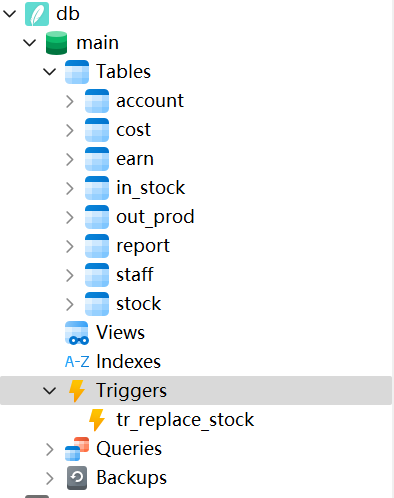 db
main
Tables
account
cost
earn
in_stock
out_prod
report
staff
stock
Views
A-Z Indexes
Triggers
tr_replace_stock
Queries
Backups